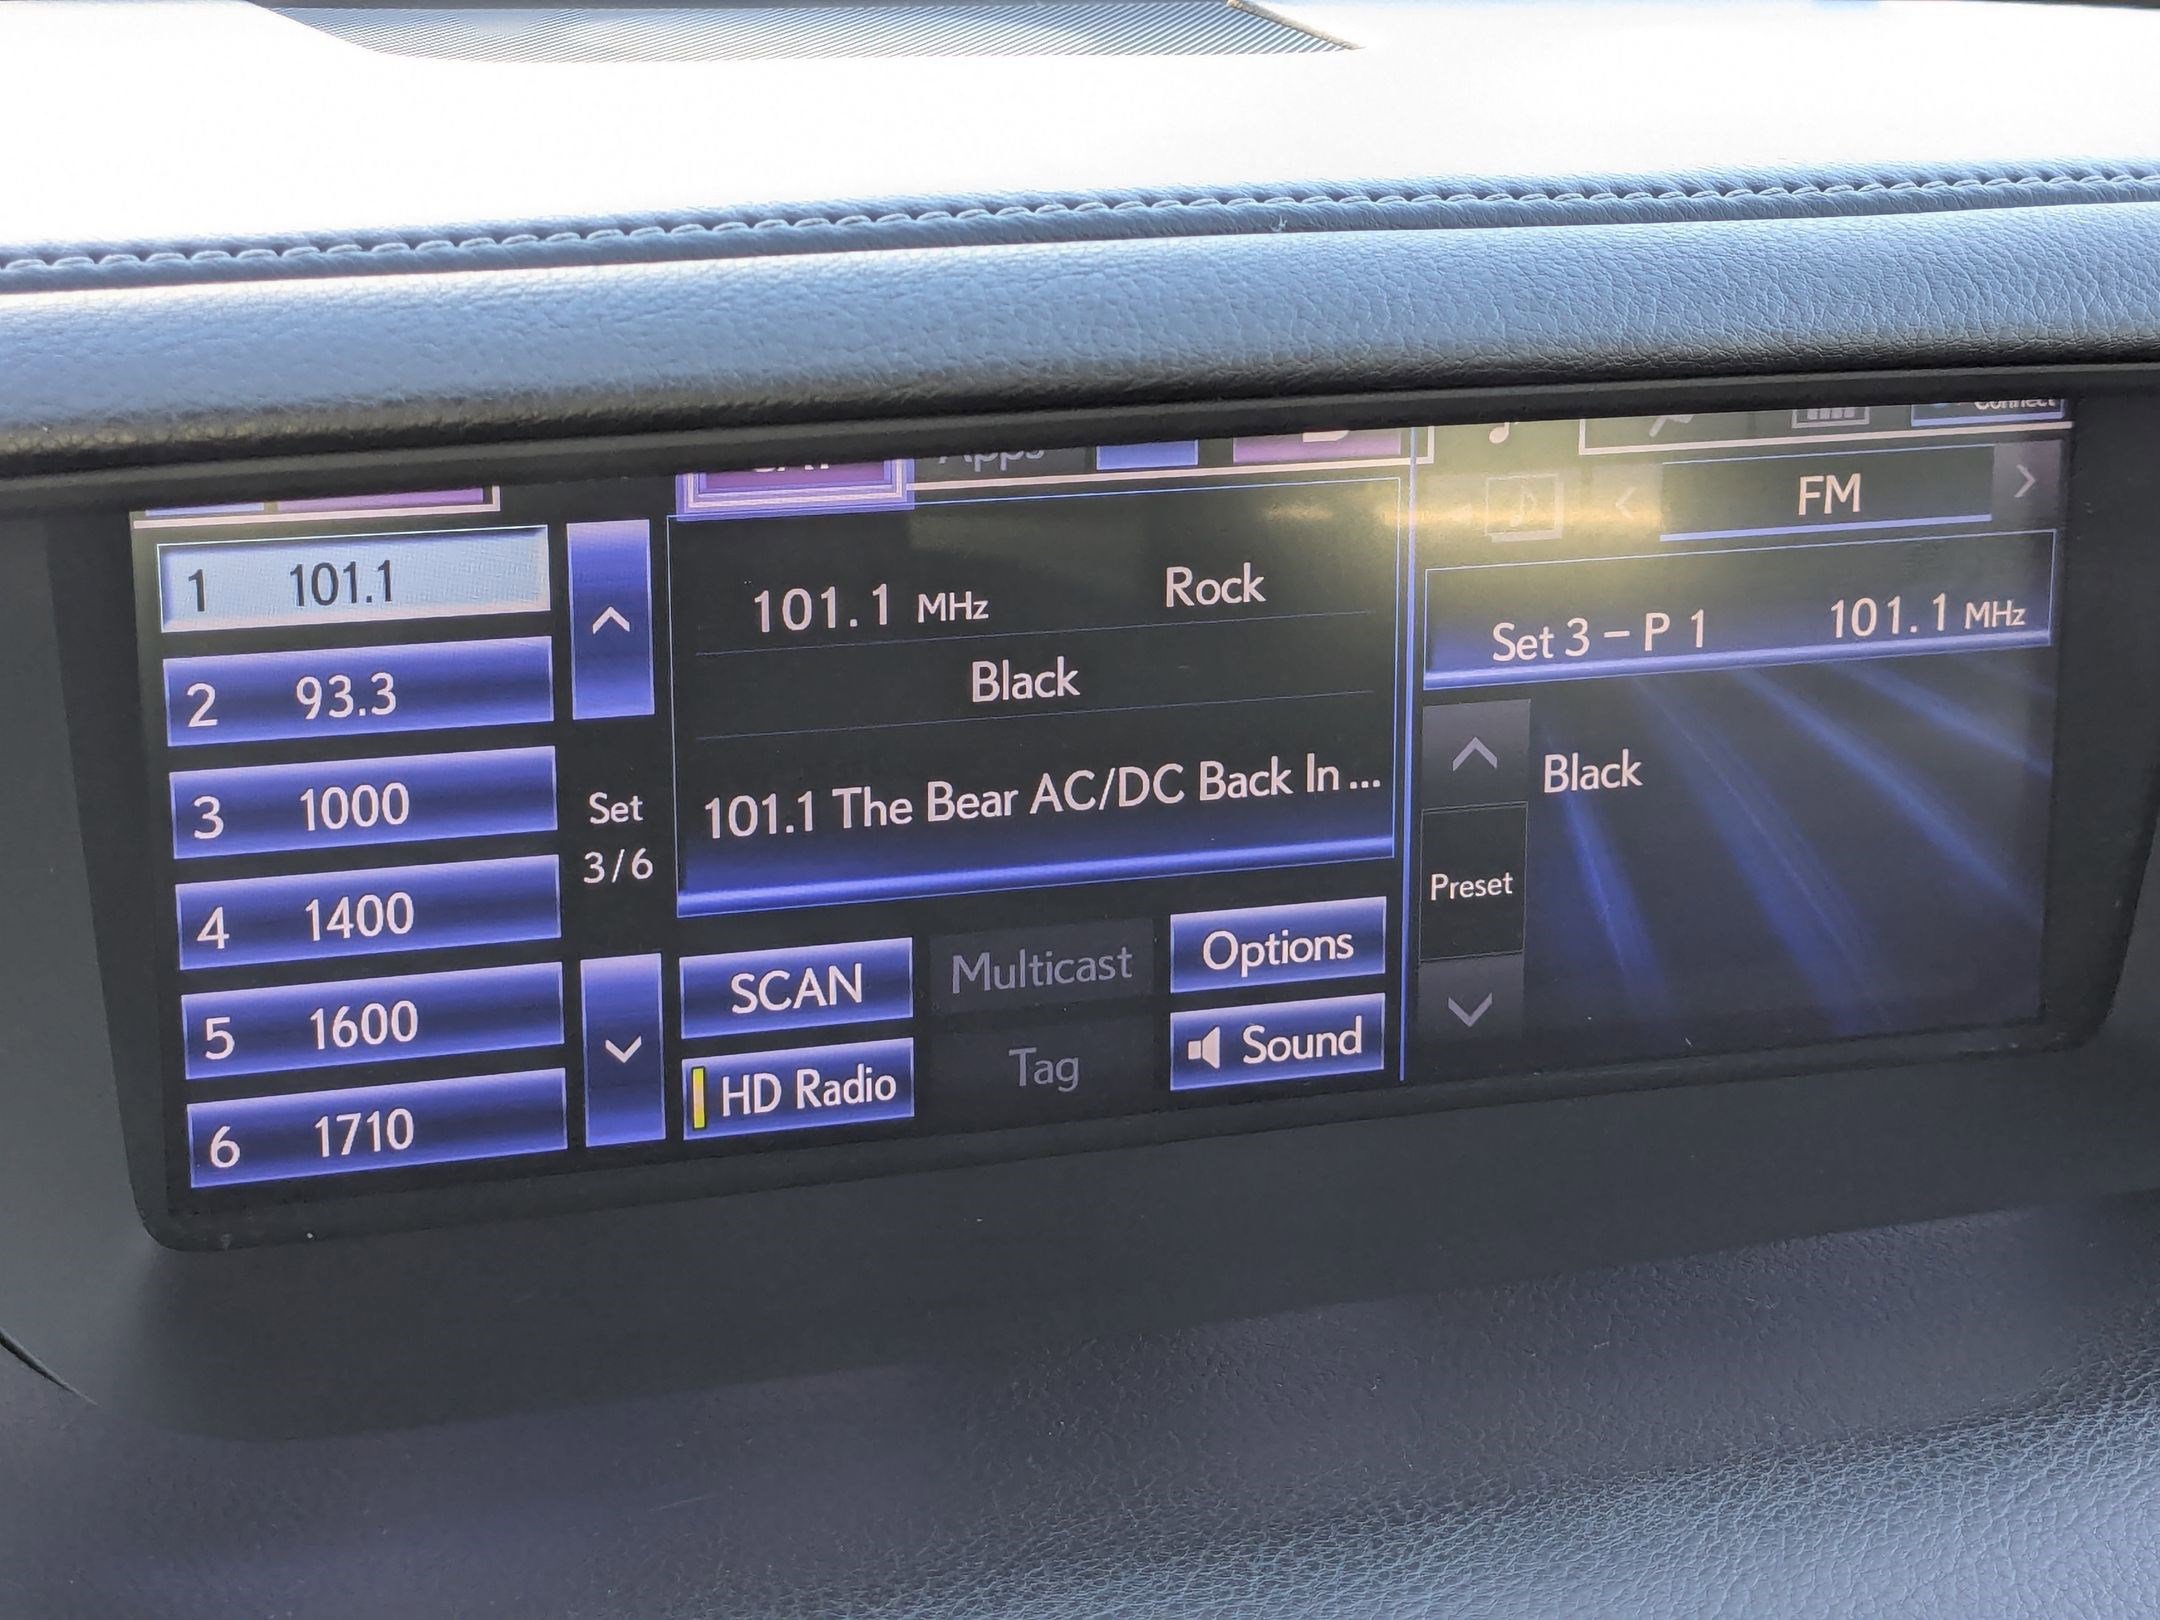 Apps
Connect
FM
1 101.1
2 93.3
3 1000
4 1400
5 1600
6 1710
Set
3/6
101.1 MHz Rock
Black
101.1 The Bear AC/DC Back In ...
SCAN
Multicast
Options
HD Radio
Tag
Sound
Set 3 – P 1 101.1 MHz
Black
Preset